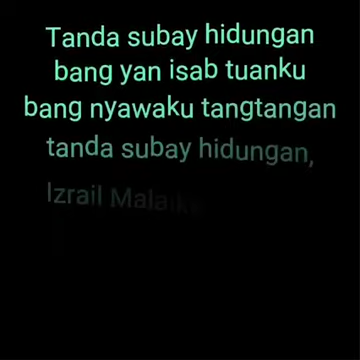 Tanda subay hidungan
bang yan isab tuanku
bang nyawaku tangtangan
tanda subay hidungan,
Izrail